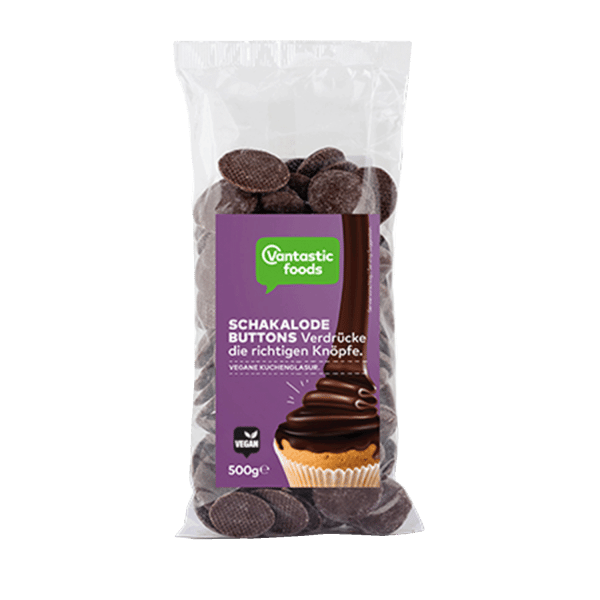 Vantastic
foods
SCHAKALODE
BUTTONS Verdrücke
die richtigen Knöpfe.
VEGANE KUCHENGLASUR.
VEGAN
500g℮